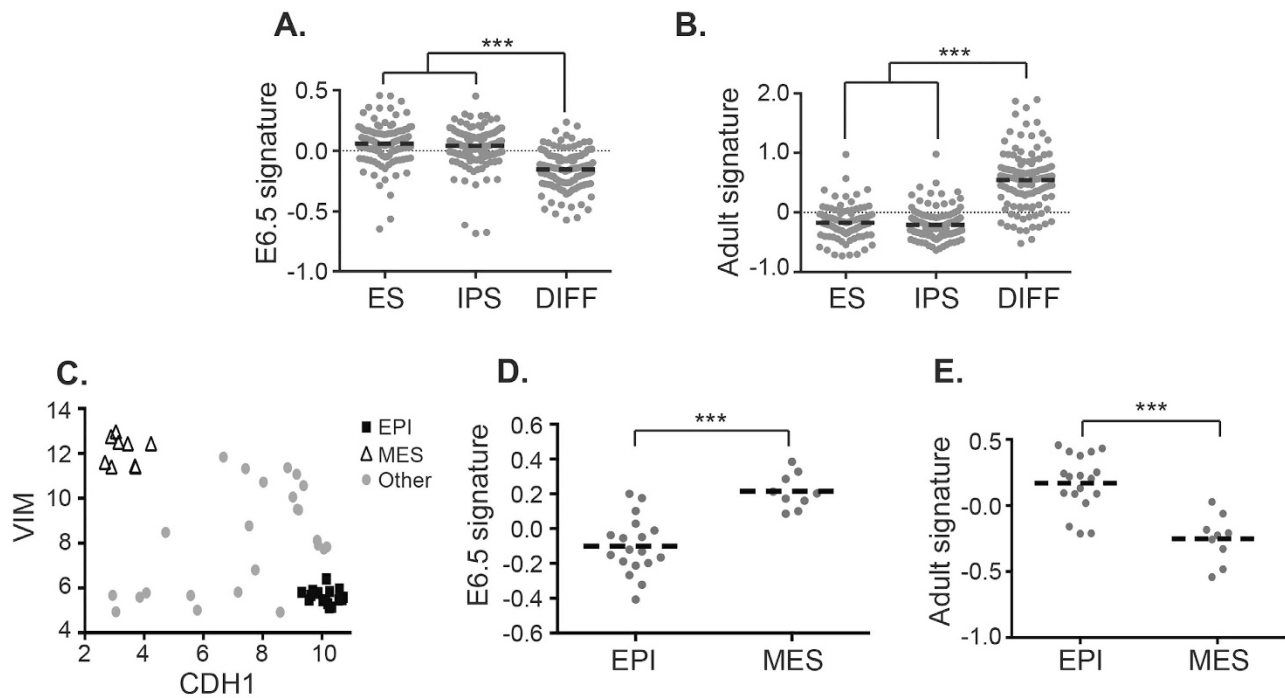 A.
***
E6.5 signature
0.5
0.0
-0.5
-1.0
ES IPS DIFF
B.
***
Adult signature
2.0
1.0
0
-1.0
ES IPS DIFF
C.
VIM
14
12
10
8
6
4
2 4 6 8 10
CDH1
EPI
MES
Other
D.
***
E6.5 signature
0.6
0.4
0.2
0.0
-0.2
-0.4
-0.6
EPI MES
E.
***
Adult signature
0.5
-0.0
-0.5
-1.0
EPI MES